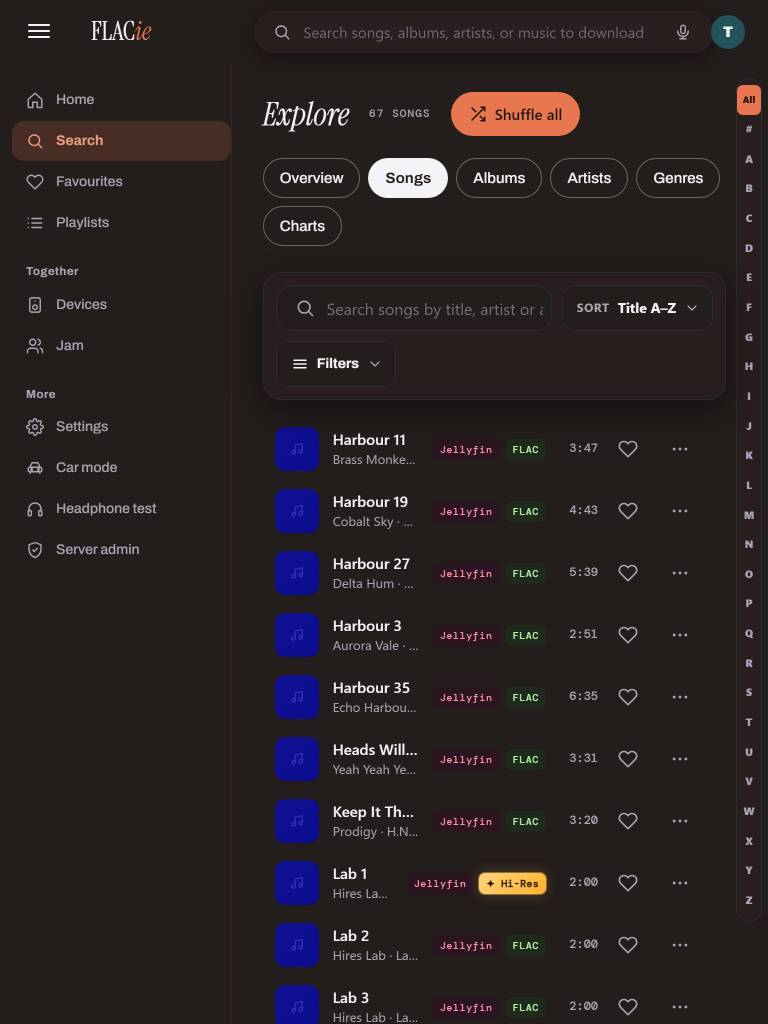 FLACie
Search songs, albums, artists, or music to download
T
Home
Search
Favourites
Playlists
Together
Devices
Jam
More
Settings
Car mode
Headphone test
Server admin
Explore 67 SONGS Shuffle all
Overview Songs Albums Artists Genres
Charts
Search songs by title, artist or a
SORT Title A–Z
Filters
Harbour 11 Jellyfin FLAC 3:47
Brass Monke...
Harbour 19 Jellyfin FLAC 4:43
Cobalt Sky · ...
Harbour 27 Jellyfin FLAC 5:39
Delta Hum · ...
Harbour 3 Jellyfin FLAC 2:51
Aurora Vale · ...
Harbour 35 Jellyfin FLAC 6:35
Echo Harbou...
Heads Will... Jellyfin FLAC 3:31
Yeah Yeah Ye...
Keep It Th... Jellyfin FLAC 3:20
Prodigy · H.N...
Lab 1 Jellyfin ✦ Hi-Res 2:00
Hires La...
Lab 2 Jellyfin FLAC 2:00
Hires Lab · La...
Lab 3 Jellyfin FLAC 2:00
Hires Lab · La...
All
#
A
B
C
D
E
F
G
H
I
J
K
L
M
N
O
P
Q
R
S
T
U
V
W
X
Y
Z